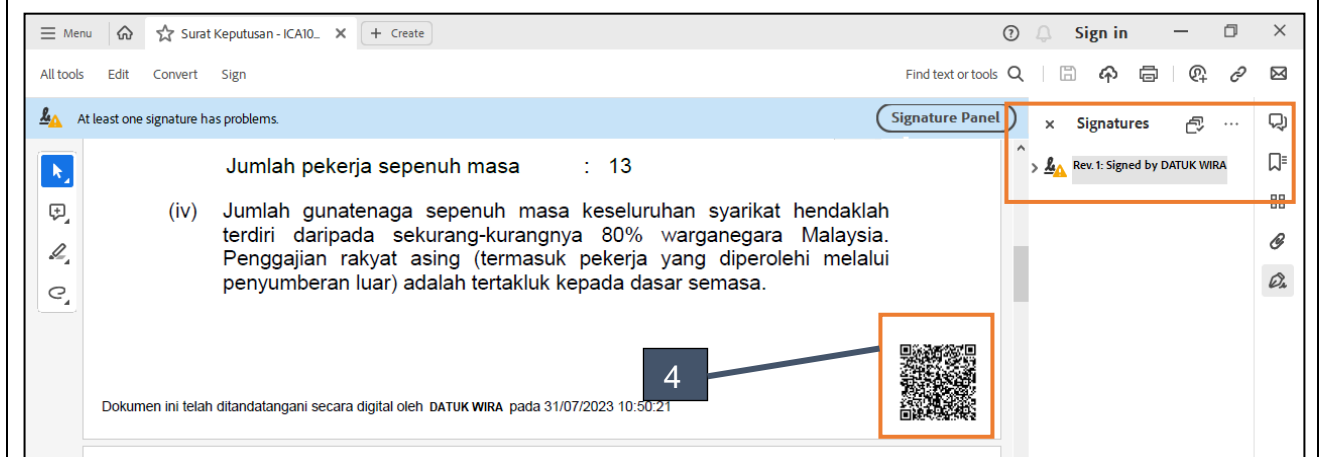 Menu
Surat Keputusan - ICA10_
+ Create
Sign in
All tools Edit Convert Sign
Find text or tools
At least one signature has problems.
Signature Panel
Signatures
Rev. 1: Signed by DATUK WIRA
Jumlah pekerja sepenuh masa : 13
(iv) Jumlah gunatenaga sepenuh masa keseluruhan syarikat hendaklah
terdiri daripada sekurang-kurangnya 80% warganegara Malaysia.
Penggajian rakyat asing (termasuk pekerja yang diperolehi melalui
penyumberan luar) adalah tertakluk kepada dasar semasa.
4
Dokumen ini telah ditandatangani secara digital oleh DATUK WIRA pada 31/07/2023 10:50:21